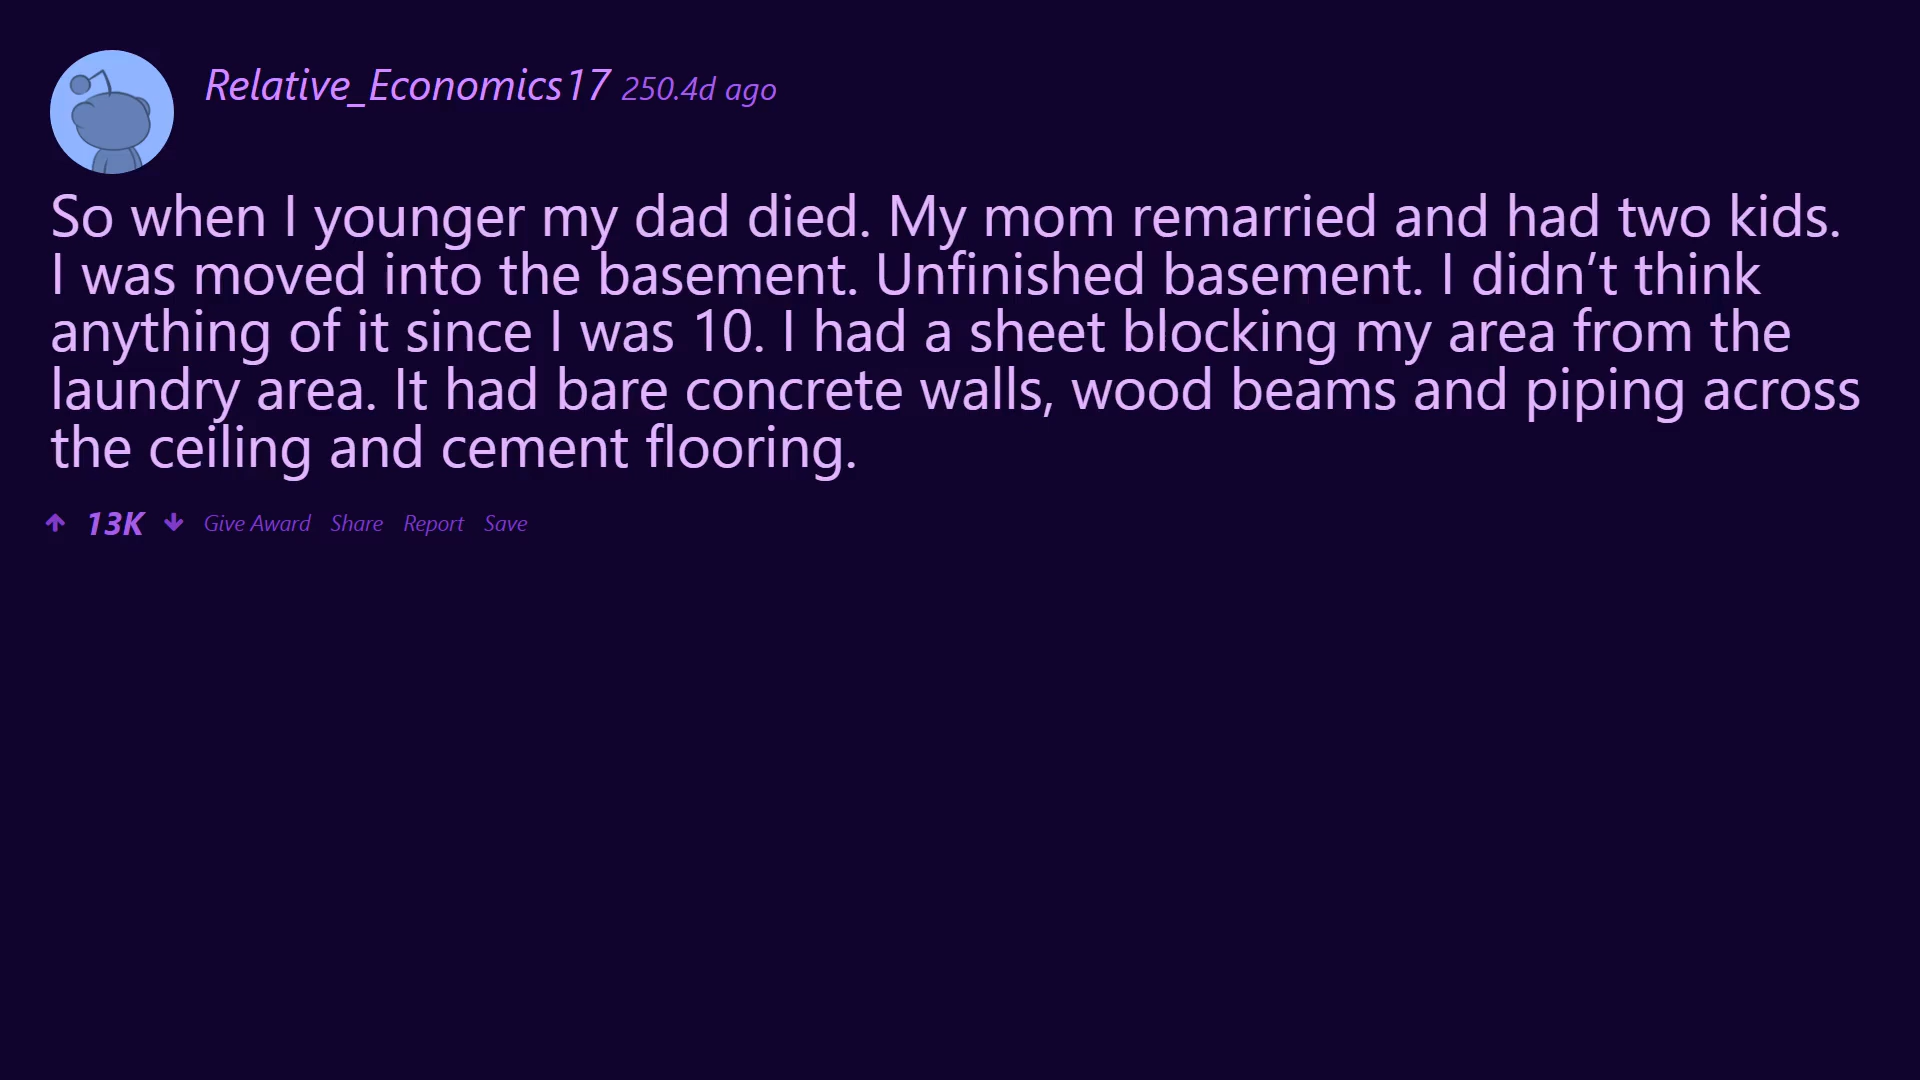 Relative_Economics17 250.4d ago
So when I younger my dad died. My mom remarried and had two kids.
I was moved into the basement. Unfinished basement. I didn’t think
anything of it since I was 10. I had a sheet blocking my area from the
laundry area. It had bare concrete walls, wood beams and piping across
the ceiling and cement flooring.
13K Give Award Share Report Save